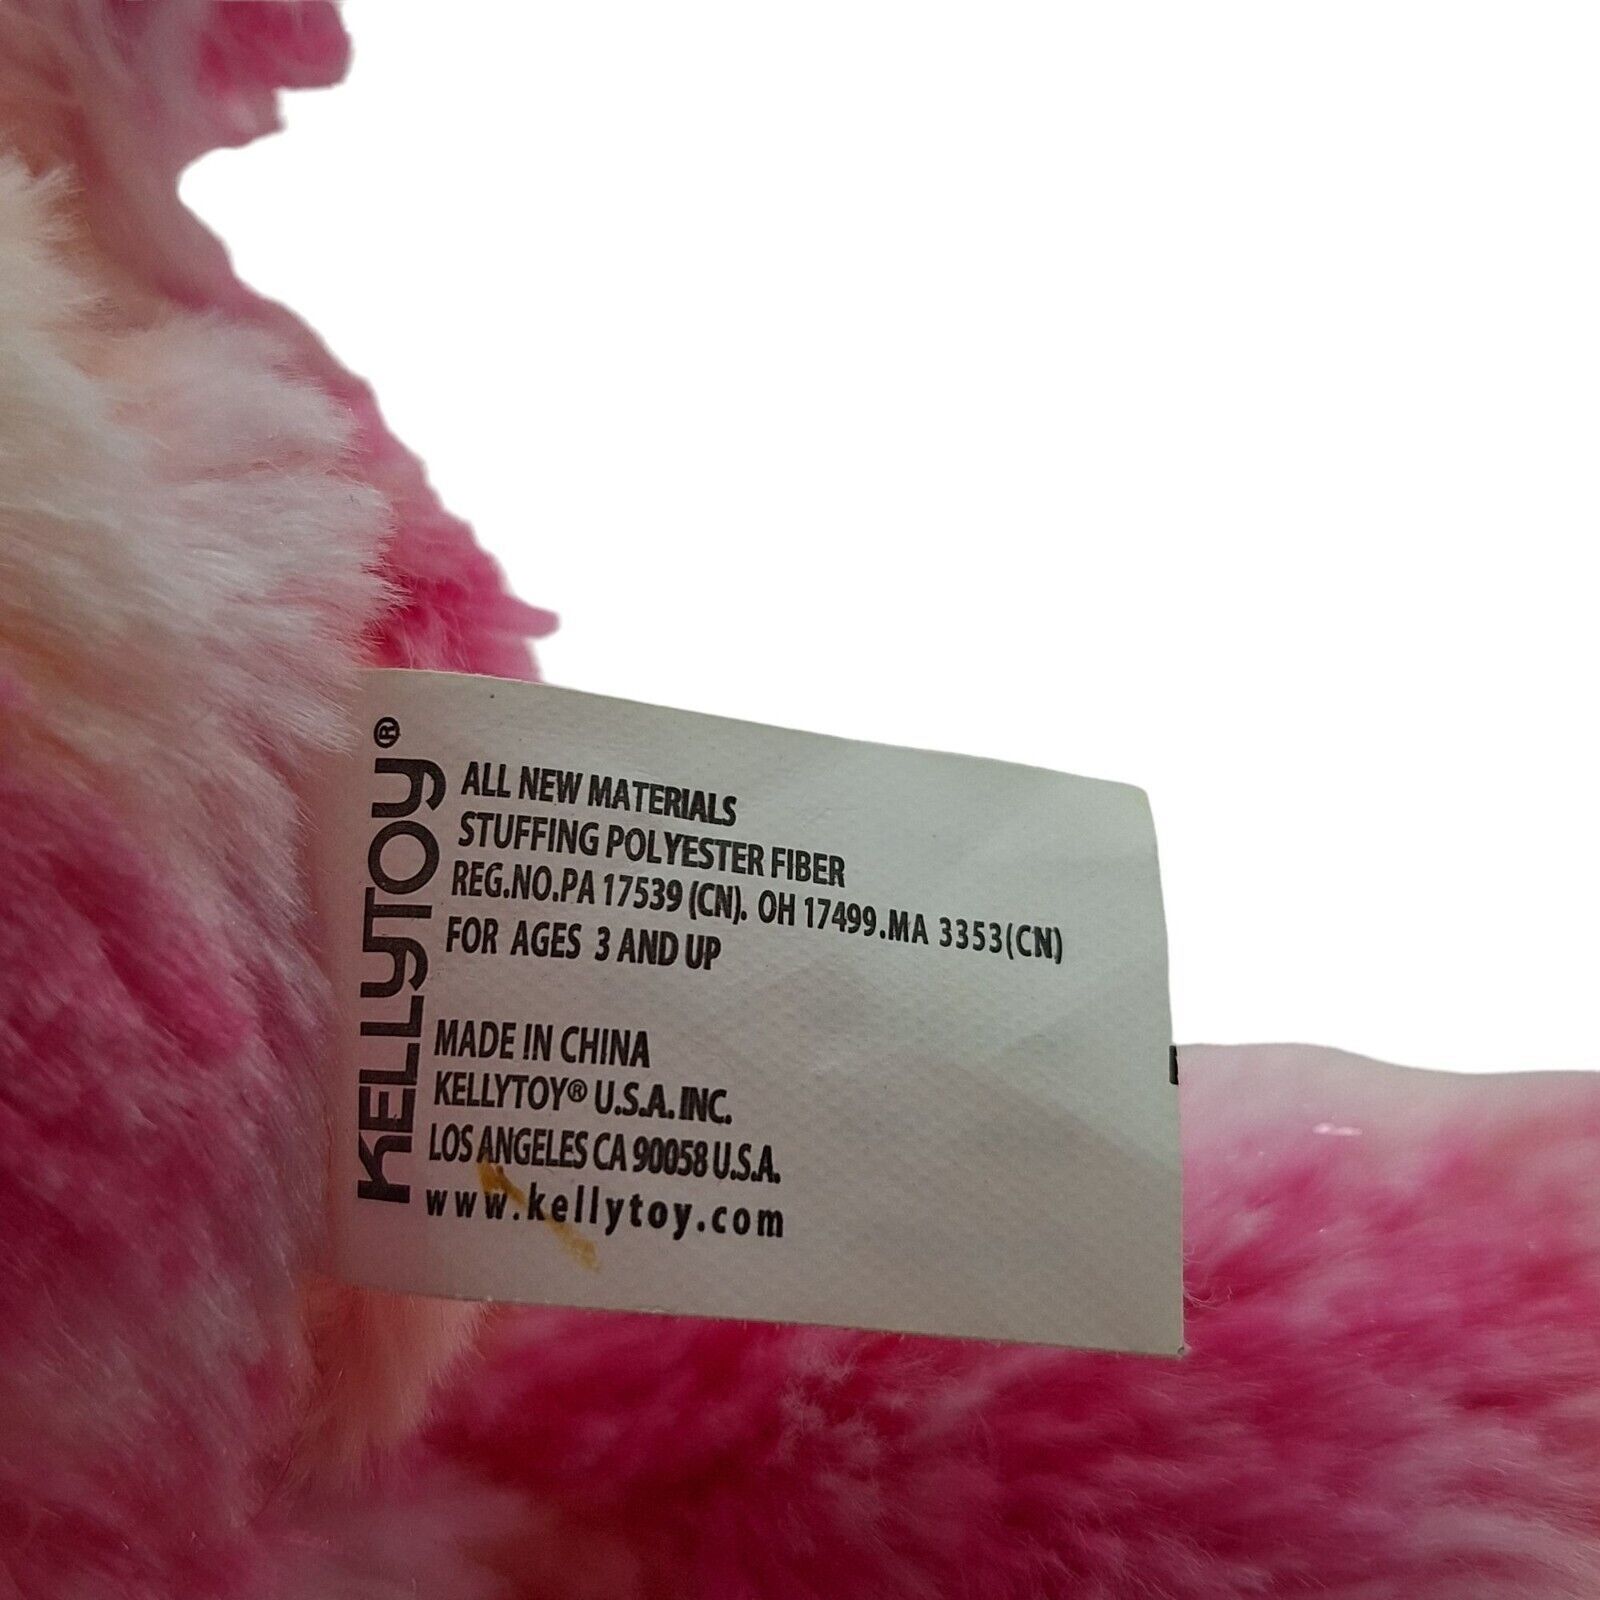 KELLYTOY®
ALL NEW MATERIALS
STUFFING POLYESTER FIBER
REG.NO.PA 17539 (CN). OH 17499.MA 3353(CN)
FOR AGES 3 AND UP
MADE IN CHINA
KELLYTOY® U.S.A. INC.
LOS ANGELES CA 90058 U.S.A.
www.kellytoy.com